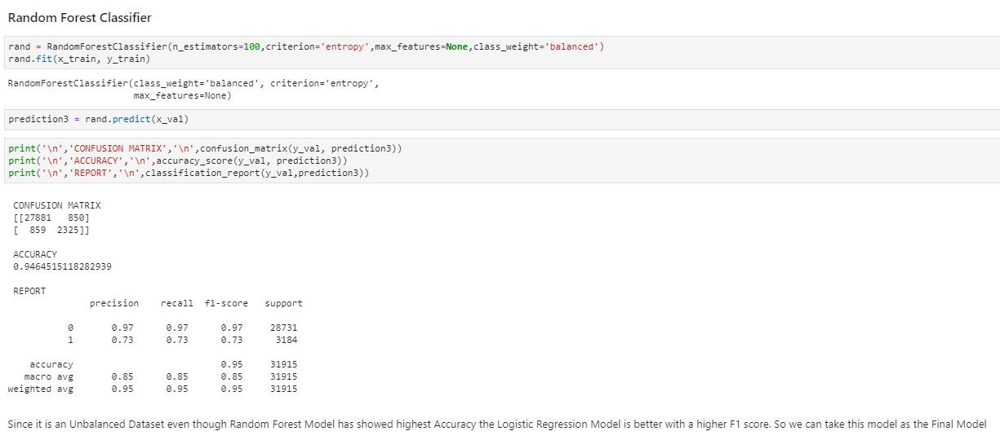 Random Forest Classifier
rand = RandomForestClassifier(n_estimators=100,criterion='entropy',max_features=None,class_weight='balanced')
rand.fit(x_train, y_train)
RandomForestClassifier(class_weight='balanced', criterion='entropy',
max_features=None)
prediction3 = rand.predict(x_val)
print('\n','CONFUSION MATRIX','\n',confusion_matrix(y_val, prediction3))
print('\n','ACCURACY','\n',accuracy_score(y_val, prediction3))
print('\n','REPORT','\n',classification_report(y_val,prediction3))
CONFUSION MATRIX
[[27881 850]
[ 859 2325]]
ACCURACY
0.9464515118282939
REPORT
precision recall f1-score support
0 0.97 0.97 0.97 28731
1 0.73 0.73 0.73 3184
accuracy 0.95 31915
macro avg 0.85 0.85 0.85 31915
weighted avg 0.95 0.95 0.95 31915
Since it is an Unbalanced Dataset even though Random Forest Model has showed highest Accuracy the Logistic Regression Model is better with a higher F1 score. So we can take this model as the Final Model